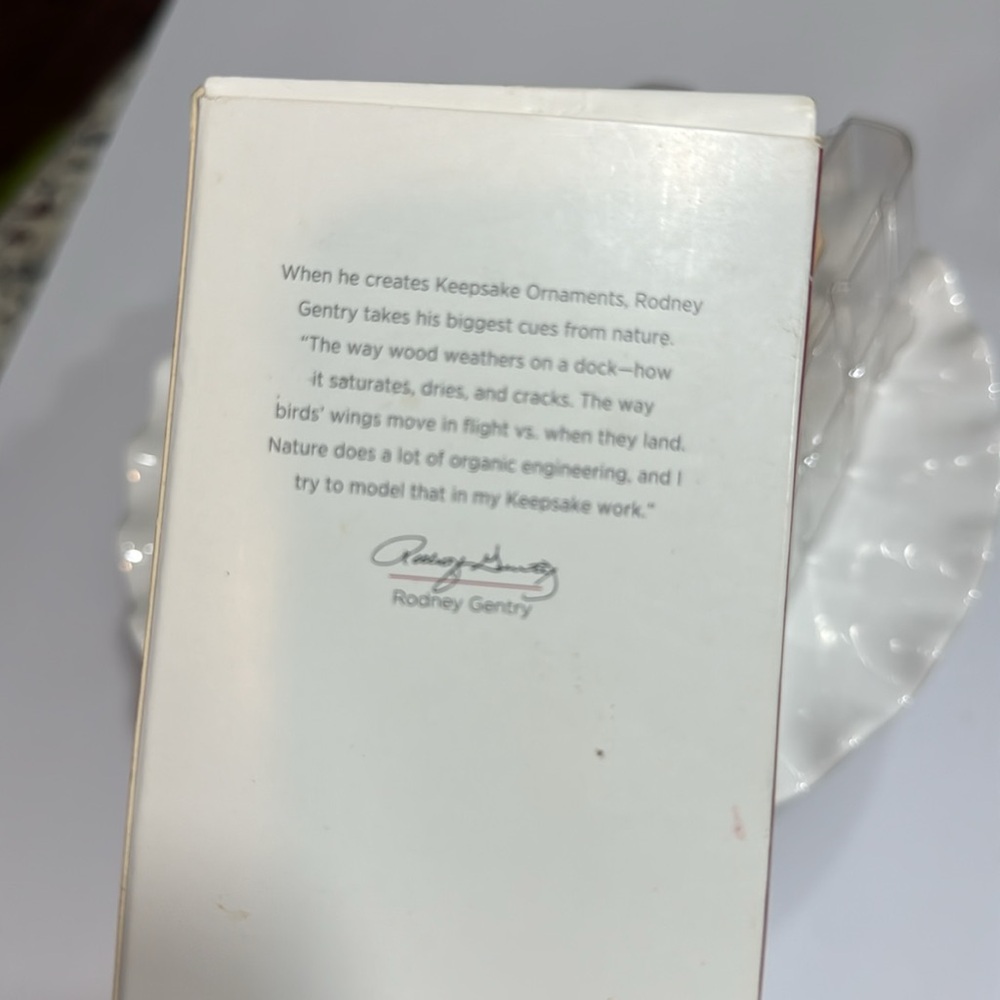 When he creates Keepsake Ornaments, Rodney
Gentry takes his biggest cues from nature.
“The way wood weathers on a dock—how
it saturates, dries, and cracks. The way
birds’ wings move in flight vs. when they land.
Nature does a lot of organic engineering, and I
try to model that in my Keepsake work.”
Rodney Gentry
Rodney Gentry